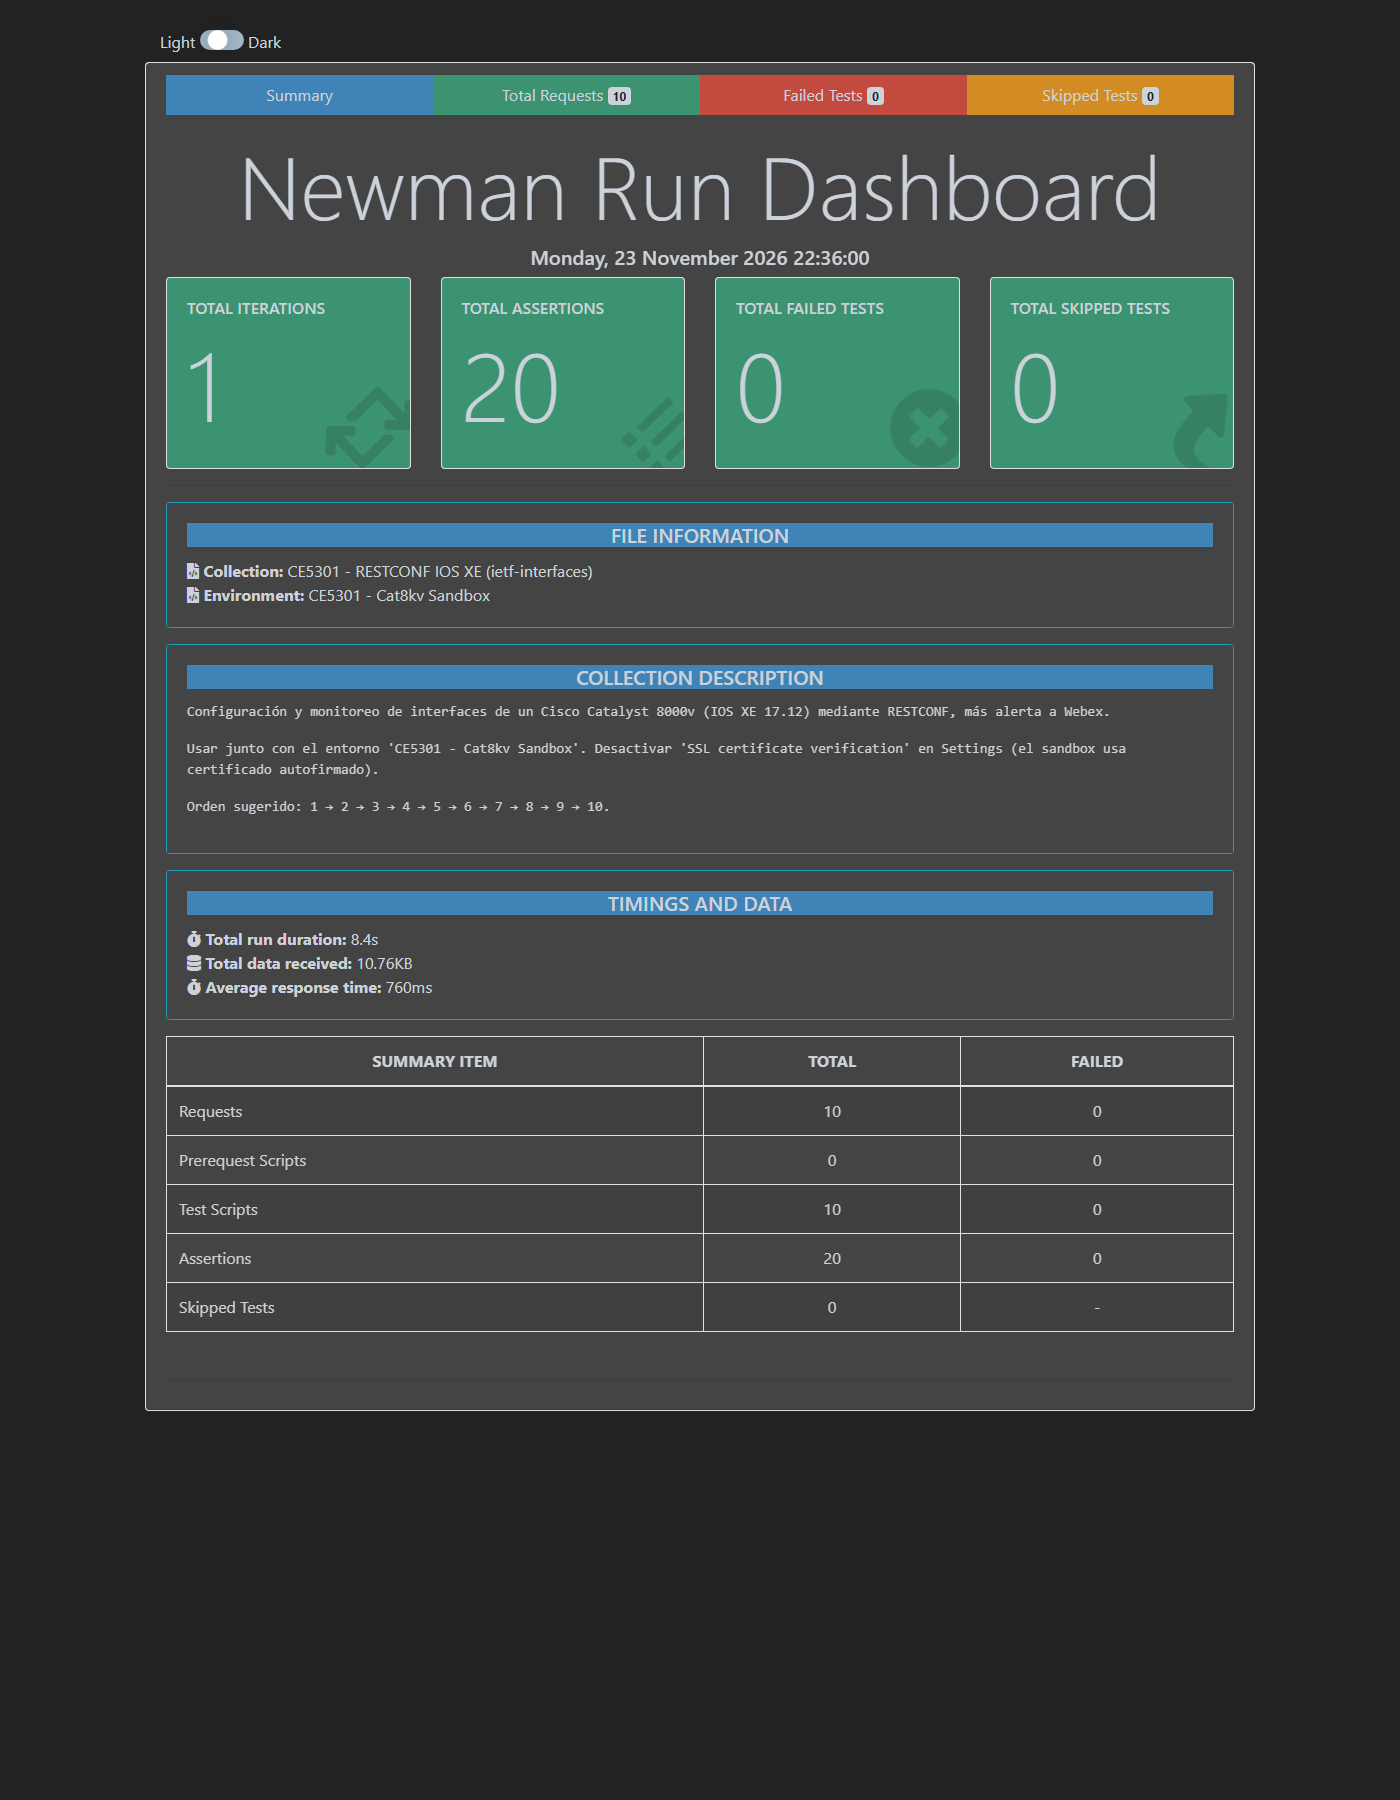 Light Dark
Summary Total Requests 10 Failed Tests 0 Skipped Tests 0
Newman Run Dashboard
Monday, 23 November 2026 22:36:00
TOTAL ITERATIONS TOTAL ASSERTIONS TOTAL FAILED TESTS TOTAL SKIPPED TESTS
1 20 0 0
FILE INFORMATION
Collection: CE5301 - RESTCONF IOS XE (ietf-interfaces)
Environment: CE5301 - Cat8kv Sandbox
COLLECTION DESCRIPTION
Configuración y monitoreo de interfaces de un Cisco Catalyst 8000v (IOS XE 17.12) mediante RESTCONF, más alerta a Webex.
Usar junto con el entorno 'CE5301 - Cat8kv Sandbox'. Desactivar 'SSL certificate verification' en Settings (el sandbox usa
certificado autofirmado).
Orden sugerido: 1 → 2 → 3 → 4 → 5 → 6 → 7 → 8 → 9 → 10.
TIMINGS AND DATA
Total run duration: 8.4s
Total data received: 10.76KB
Average response time: 760ms
SUMMARY ITEM TOTAL FAILED
Requests 10 0
Prerequest Scripts 0 0
Test Scripts 10 0
Assertions 20 0
Skipped Tests 0 -